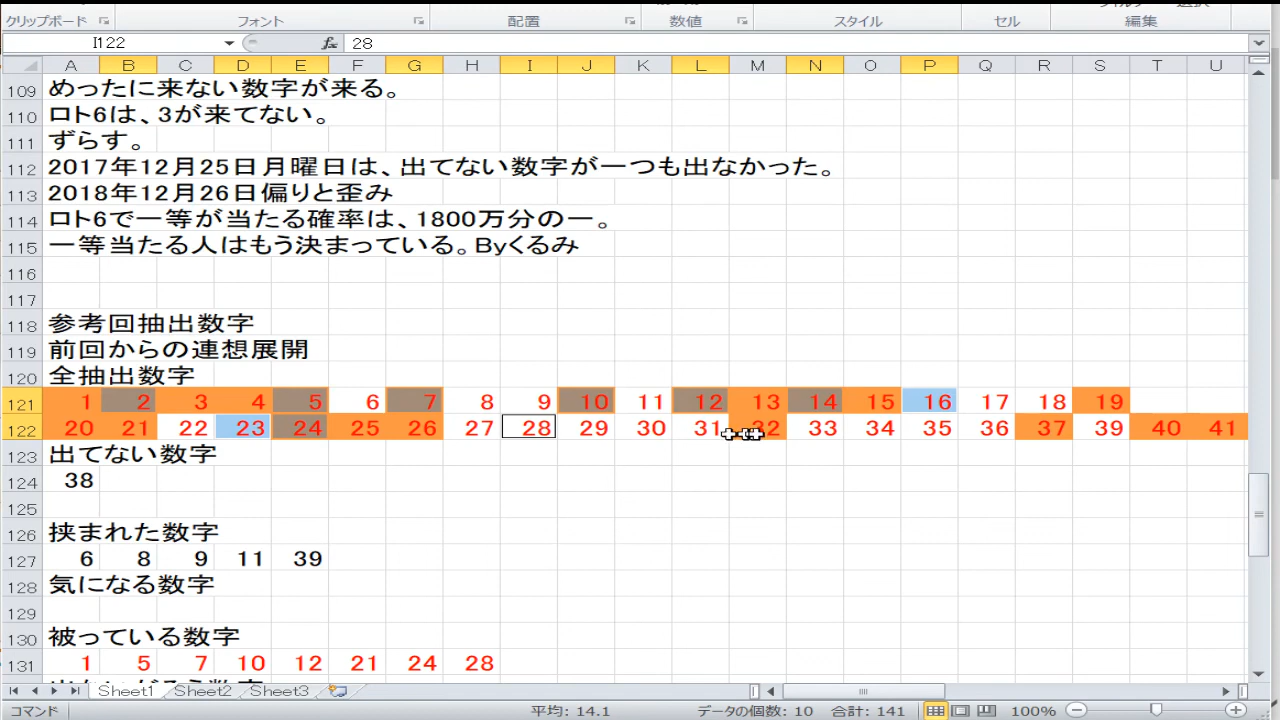 クリップボード フォント 配置 数値 スタイル セル 編集
I122 fx 28
A B C D E F G H I J K L M N O P Q R S T U
109 めったに来ない数字が来る。
110 ロト6は、3が来てない。
111 ずらす。
112 2017年12月25日月曜日は、出てない数字が一つも出なかった。
113 2018年12月26日偏りと歪み
114 ロト6で一等が当たる確率は、1800万分の一。
115 一等当たる人はもう決まっている。Byくるみ
116
117
118 参考回抽出数字
119 前回からの連想展開
120 全抽出数字
121 1 2 3 4 5 6 7 8 9 10 11 12 13 14 15 16 17 18 19
122 20 21 22 23 24 25 26 27 28 29 30 31 32 33 34 35 36 37 39 40 41
123 出てない数字
124 38
125
126 挟まれた数字
127 6 8 9 11 39
128 気になる数字
129
130 被っている数字
131 1 5 7 10 12 21 24 28
Sheet1 Sheet2 Sheet3
コマンド 平均: 14.1 データの個数: 10 合計: 141 100%